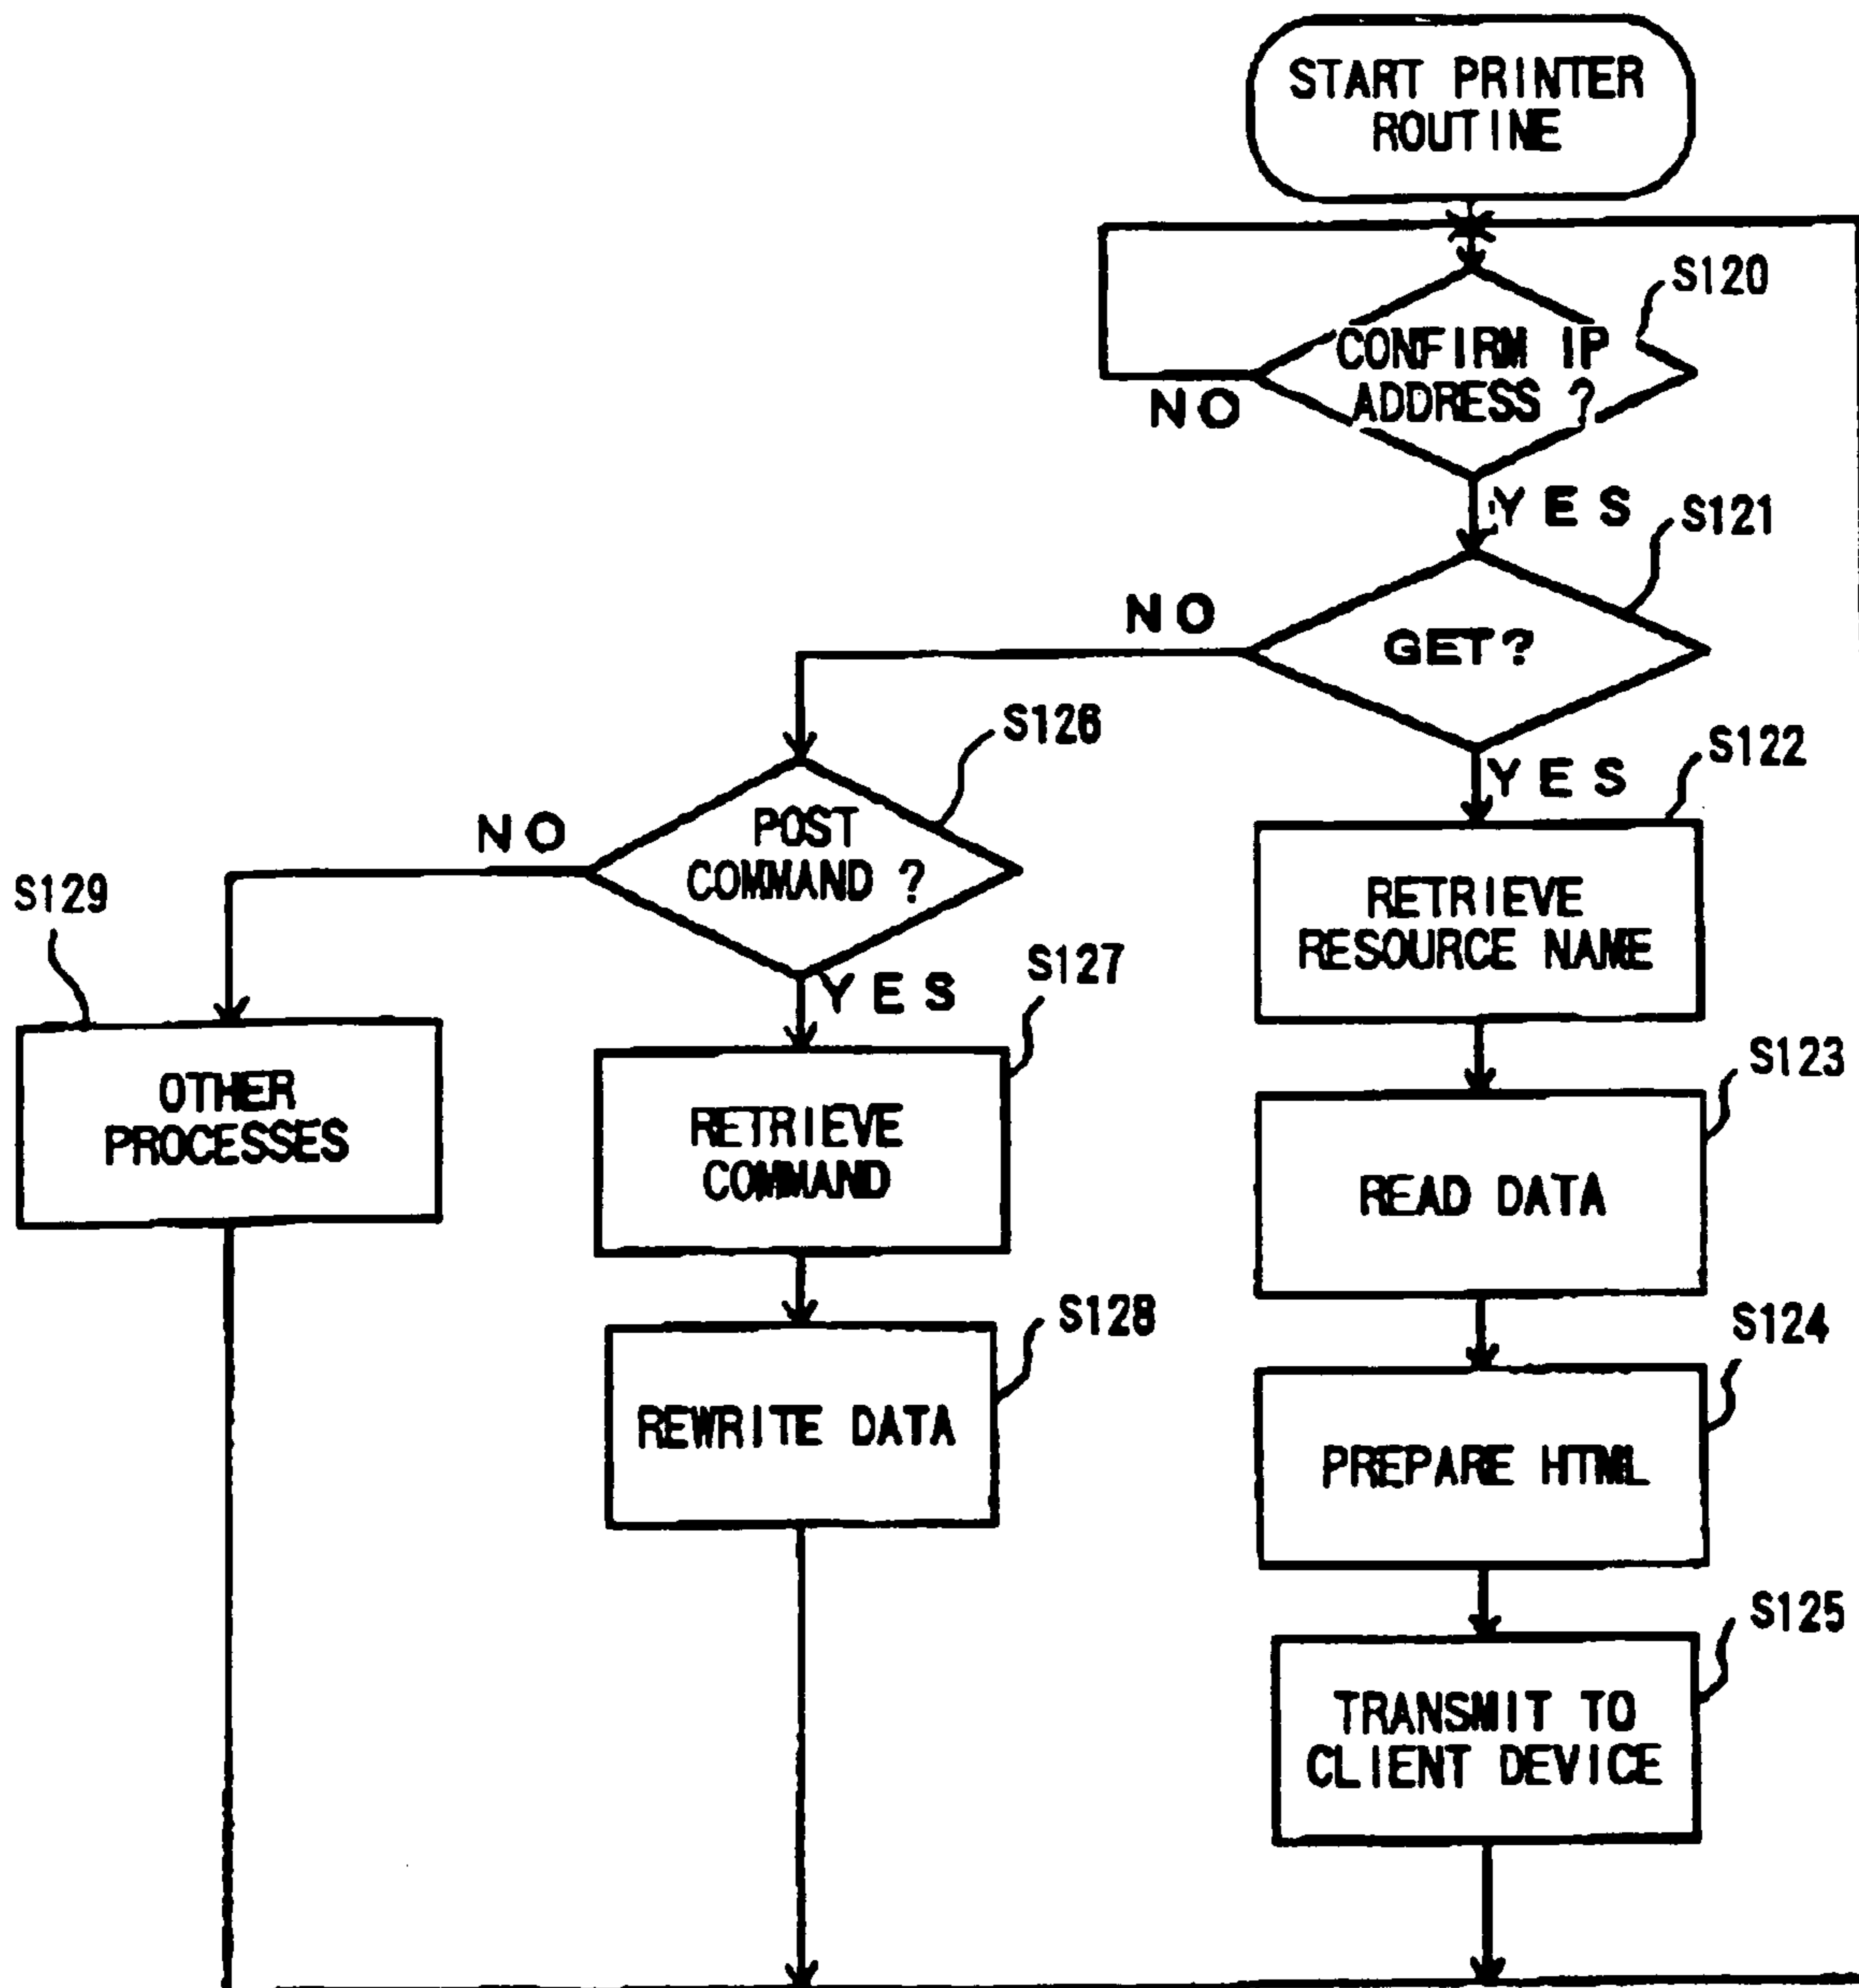 START PRINTER
ROUTINE
S120
CONFIRM IP
ADDRESS ?
NO
YES
S121
GET?
NO
YES
S122
RETRIEVE
RESOURCE NAME
S126
POST
COMMAND ?
NO
YES
S129
OTHER
PROCESSES
S127
RETRIEVE
COMMAND
S123
READ DATA
S128
REWRITE DATA
S124
PREPARE HTML
S125
TRANSMIT TO
CLIENT DEVICE